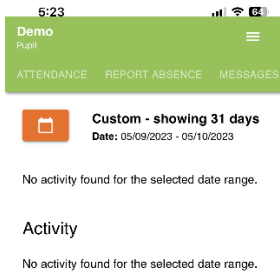 5:23
64
Demo
Pupil
ATTENDANCE REPORT ABSENCE MESSAGES
Custom - showing 31 days
Date: 05/09/2023 - 05/10/2023
No activity found for the selected date range.
Activity
No activity found for the selected date range.